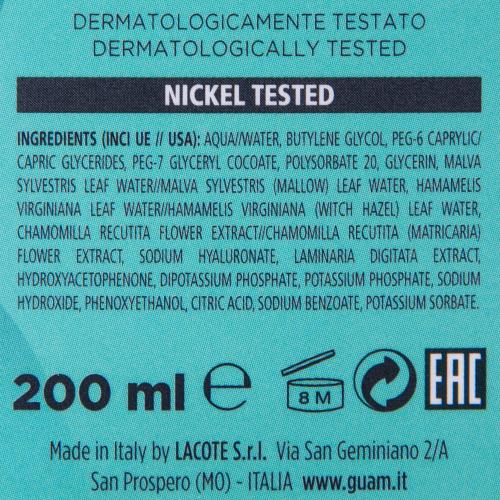 DERMATOLOGICAMENTE TESTATO
DERMATOLOGICALLY TESTED
NICKEL TESTED
INGREDIENTS (INCI UE // USA): AQUA//WATER, BUTYLENE GLYCOL, PEG-6 CAPRYLIC/
CAPRIC GLYCERIDES, PEG-7 GLYCERYL COCOATE, POLYSORBATE 20, GLYCERIN, MALVA
SYLVESTRIS LEAF WATER//MALVA SYLVESTRIS (MALLOW) LEAF WATER, HAMAMELIS
VIRGINIANA LEAF WATER//HAMAMELIS VIRGINIANA (WITCH HAZEL) LEAF WATER,
CHAMOMILLA RECUTITA FLOWER EXTRACT//CHAMOMILLA RECUTITA (MATRICARIA)
FLOWER EXTRACT, SODIUM HYALURONATE, LAMINARIA DIGITATA EXTRACT,
HYDROXYACETOPHENONE, DIPOTASSIUM PHOSPHATE, POTASSIUM PHOSPHATE, SODIUM
HYDROXIDE, PHENOXYETHANOL, CITRIC ACID, SODIUM BENZOATE, POTASSIUM SORBATE.
200 ml ℮ 8 M EAC
Made in Italy by LACOTE S.r.l. Via San Geminiano 2/A
San Prospero (MO) - ITALIA www.guam.it